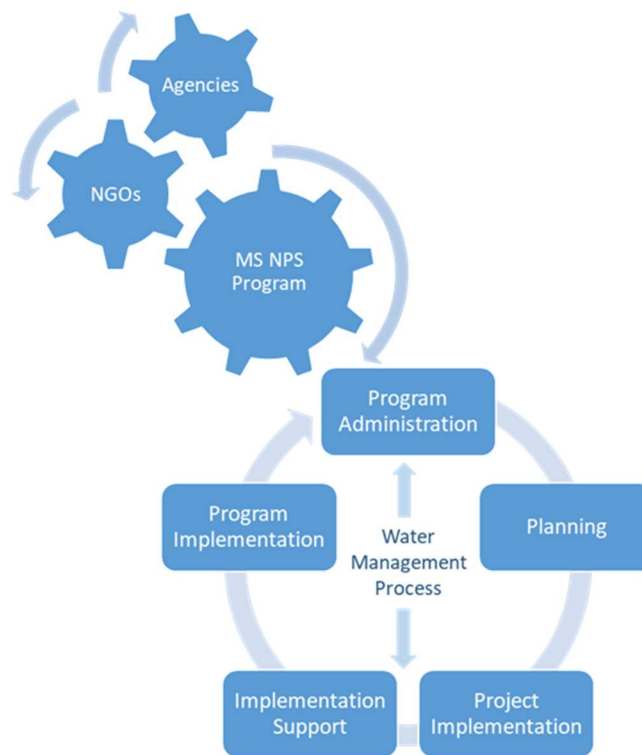 Agencies
NGOs
MS NPS
Program
Program
Administration
Program
Implementation
Water
Management
Process
Planning
Implementation
Support
Project
Implementation